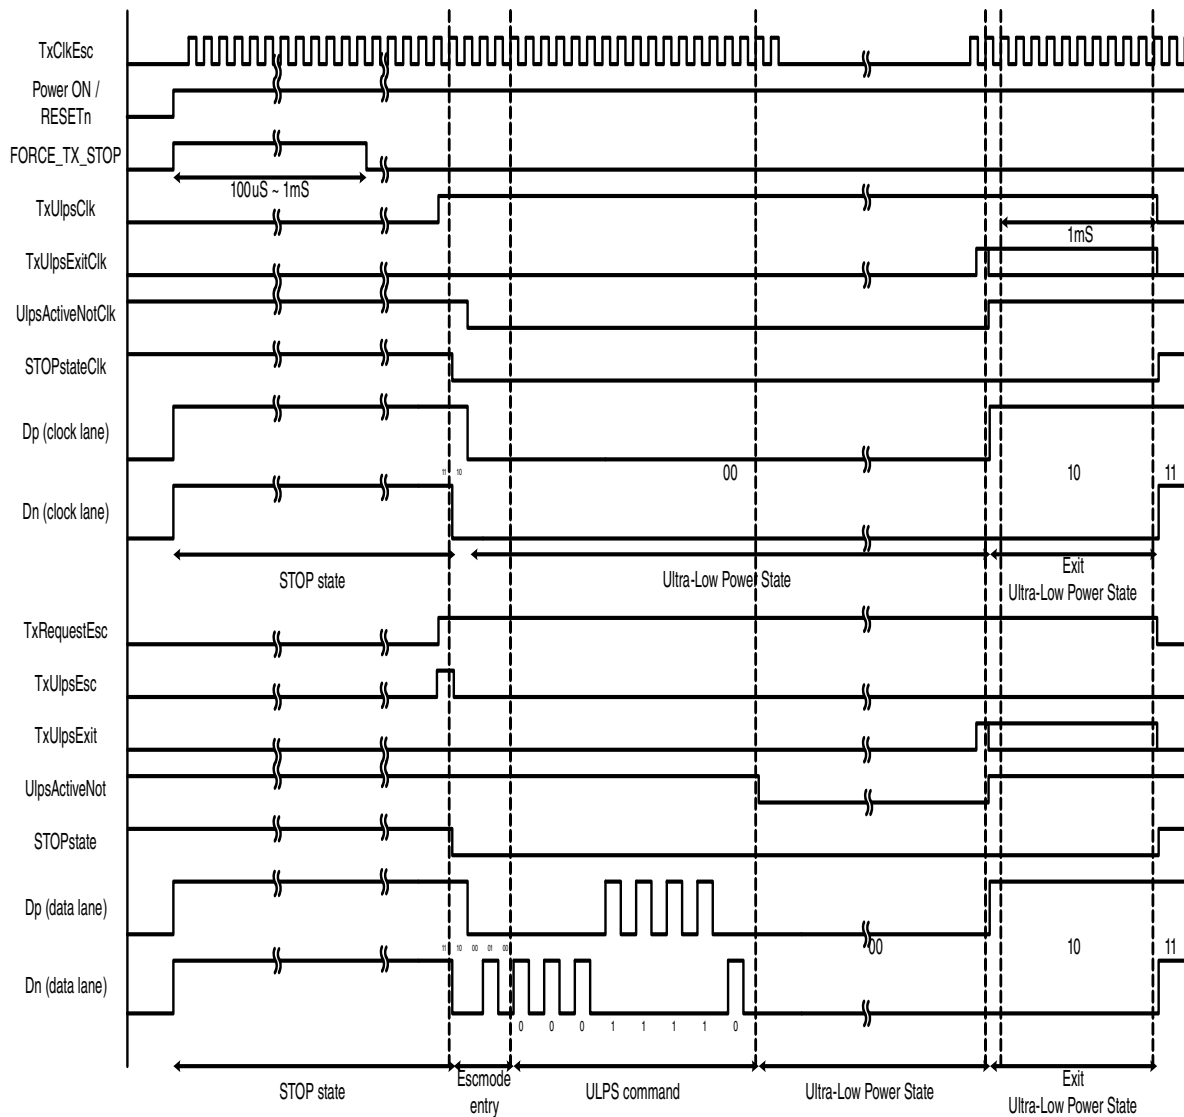 TxClkEsc
Power ON /
RESETn
FORCE_TX_STOP
100uS ~ 1mS
TxUlpsClk
1mS
TxUlpsExitClk
UlpsActiveNotClk
STOPstateClk
Dp (clock lane)
11 10 00 10 11
Dn (clock lane)
STOP state Ultra-Low Power State Exit
Ultra-Low Power State
TxRequestEsc
TxUlpsEsc
TxUlpsExit
UlpsActiveNot
STOPstate
Dp (data lane)
11 10 00 01 00 00 10 11
Dn (data lane)
0 0 0 1 1 1 1 0
STOP state Escmode ULPS command Ultra-Low Power State Exit
entry Ultra-Low Power State